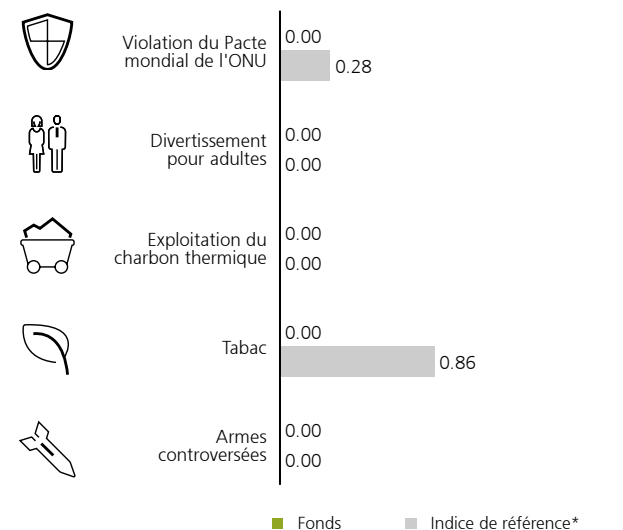 0.00
Violation du Pacte
mondial de l'ONU
0.28
0.00
Divertissement
pour adultes
0.00
0.00
Exploitation du
charbon thermique
0.00
0.00
Tabac
0.86
0.00
Armes
controversées
0.00
Fonds
Indice de référence*